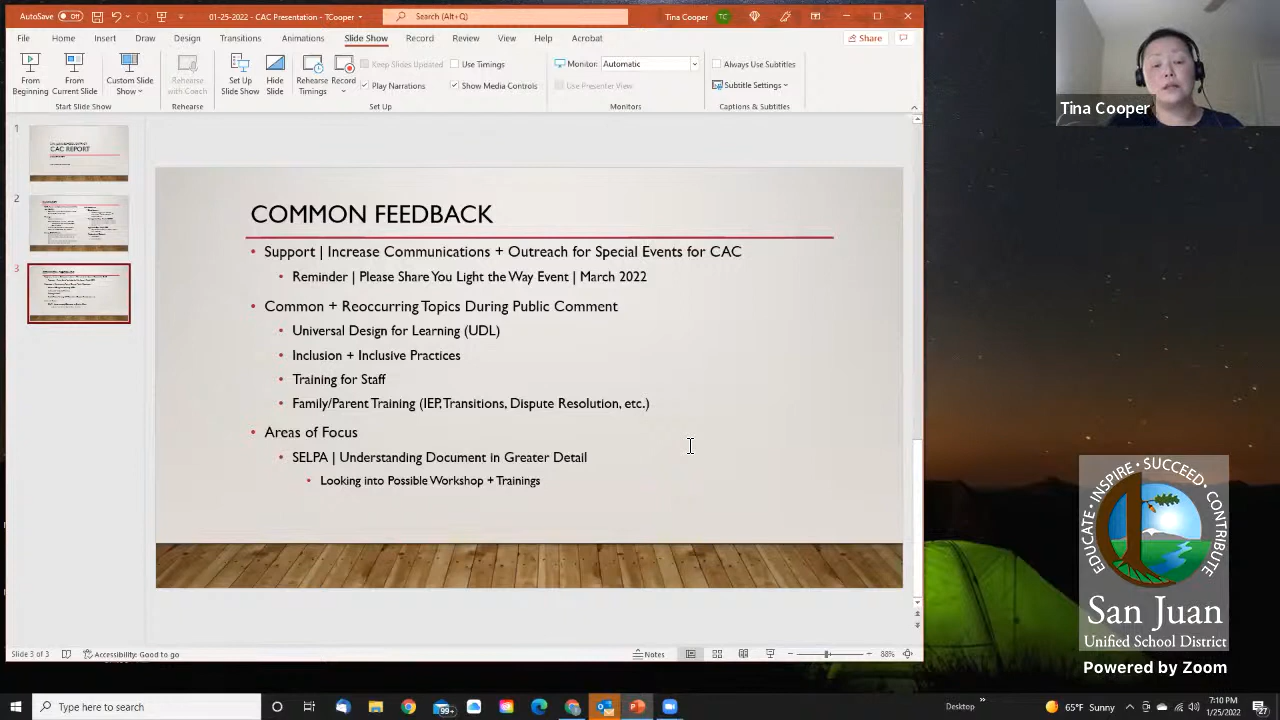 AutoSave Off 01-25-2022 - CAC Presentation - TCooper Search (Alt+Q) Tina Cooper TC
File Home Insert Draw Design Transitions Animations Slide Show Record Review View Help Acrobat Share
From Beginning
From Current Slide
Custom Slide Show
Rehearse with Coach
Set Up Slide Show
Hide Slide
Rehearse Timings
Record
Keep Slides Updated
Play Narrations
Use Timings
Show Media Controls
Monitor: Automatic
Use Presenter View
Always Use Subtitles
Subtitle Settings
Start Slide Show Rehearse Set Up Monitors Captions & Subtitles
Tina Cooper
1
CAC REPORT
2
3
COMMON FEEDBACK
• Support | Increase Communications + Outreach for Special Events for CAC
• Reminder | Please Share You Light the Way Event | March 2022
• Common + Reoccurring Topics During Public Comment
• Universal Design for Learning (UDL)
• Inclusion + Inclusive Practices
• Training for Staff
• Family/Parent Training (IEP, Transitions, Dispute Resolution, etc.)
• Areas of Focus
• SELPA | Understanding Document in Greater Detail
• Looking into Possible Workshop + Trainings
EDUCATE • INSPIRE • SUCCEED • CONTRIBUTE
San Juan
Unified School District
Powered by Zoom
Slide 3 of 3 Accessibility: Good to go Notes 88%
Type here to search 99+ Desktop 65°F Sunny 7:10 PM
1/25/2022